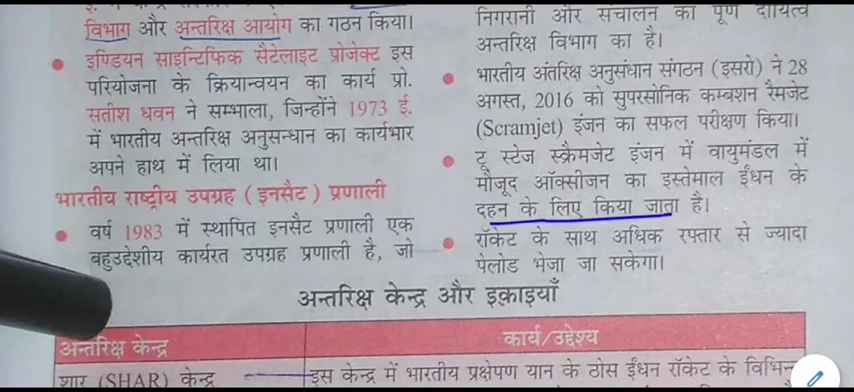 विभाग और अन्तरिक्ष आयोग का गठन किया।
इण्डियन साइन्टिफिक सैटेलाइट प्रोजेक्ट इस
परियोजना के क्रियान्वयन का कार्य प्रो.
सतीश धवन ने सम्भाला, जिन्होंने 1973 ई.
में भारतीय अन्तरिक्ष अनुसन्धान का कार्यभार
अपने हाथ में लिया था।
भारतीय राष्ट्रीय उपग्रह (इनसैट) प्रणाली
वर्ष 1983 में स्थापित इनसैट प्रणाली एक
बहुउद्देशीय कार्यरत उपग्रह प्रणाली है, जो
निगरानी और संचालन का पूर्ण दायित्व
अन्तरिक्ष विभाग का है।
भारतीय अंतरिक्ष अनुसंधान संगठन (इसरो) ने 28
अगस्त, 2016 को सुपरसोनिक कम्बशन रैमजेट
(Scramjet) इंजन का सफल परीक्षण किया।
टू स्टेज स्क्रैमजेट इंजन में वायुमंडल में
मौजूद ऑक्सीजन का इस्तेमाल ईंधन के
दहन के लिए किया जाता है।
रॉकेट के साथ अधिक रफ्तार से ज्यादा
पेलोड भेजा जा सकेगा।
अन्तरिक्ष केन्द्र और इकाइयाँ
अन्तरिक्ष केन्द्र
कार्य/उद्देश्य
शार (SHAR) केन्द्र
इस केन्द्र में भारतीय प्रक्षेपण यान के ठोस ईंधन रॉकेट के विभिन्न